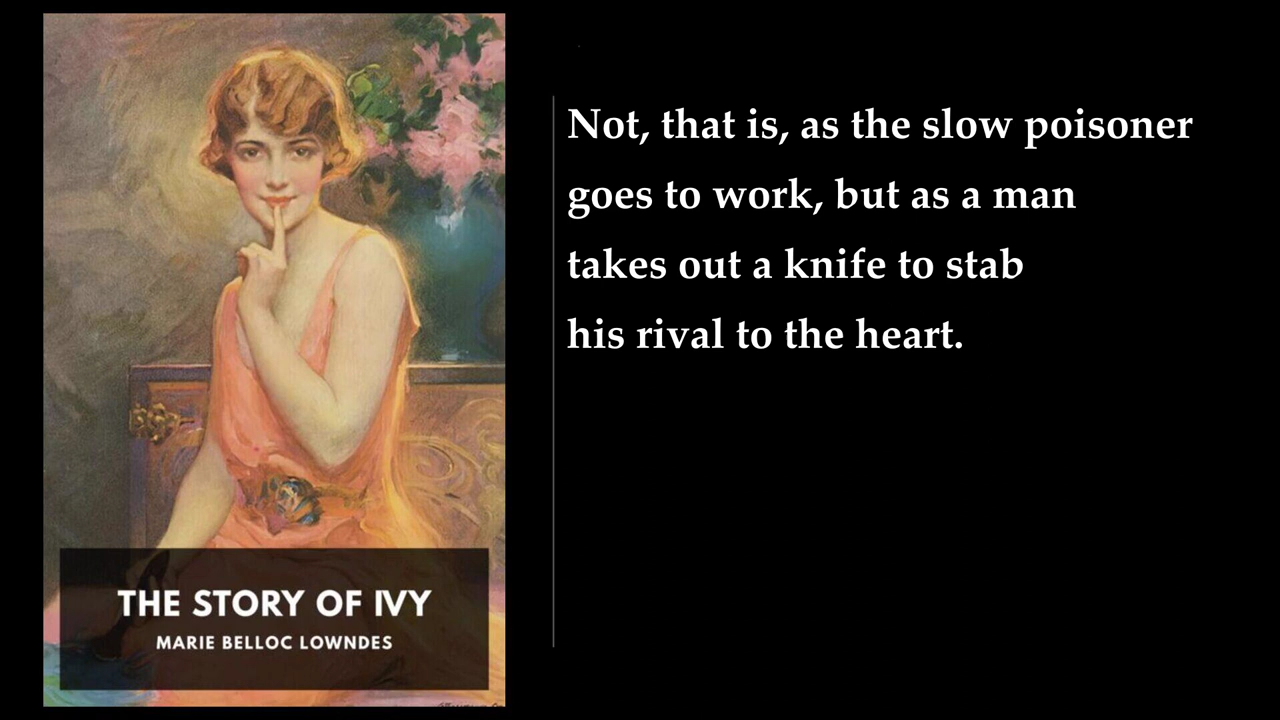 THE STORY OF IVY
MARIE BELLOC LOWNDES
Not, that is, as the slow poisoner
goes to work, but as a man
takes out a knife to stab
his rival to the heart.